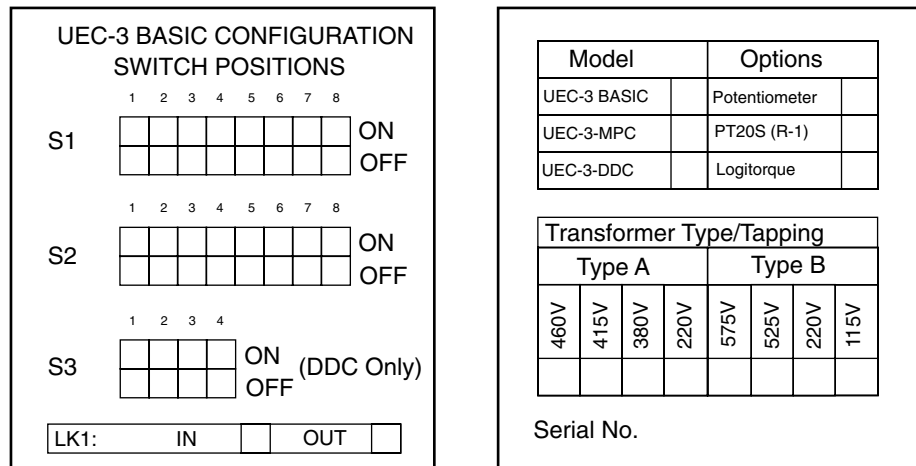 UEC-3 BASIC CONFIGURATION
SWITCH POSITIONS
1 2 3 4 5 6 7 8
S1
ON
OFF
1 2 3 4 5 6 7 8
S2
ON
OFF
1 2 3 4
S3
ON
OFF
(DDC Only)
LK1: IN OUT
Model Options
UEC-3 BASIC Potentiometer
UEC-3-MPC PT20S (R-1)
UEC-3-DDC Logitorque
Transformer Type/Tapping
Type A Type B
460V 415V 380V 220V 575V 525V 220V 115V
Serial No.